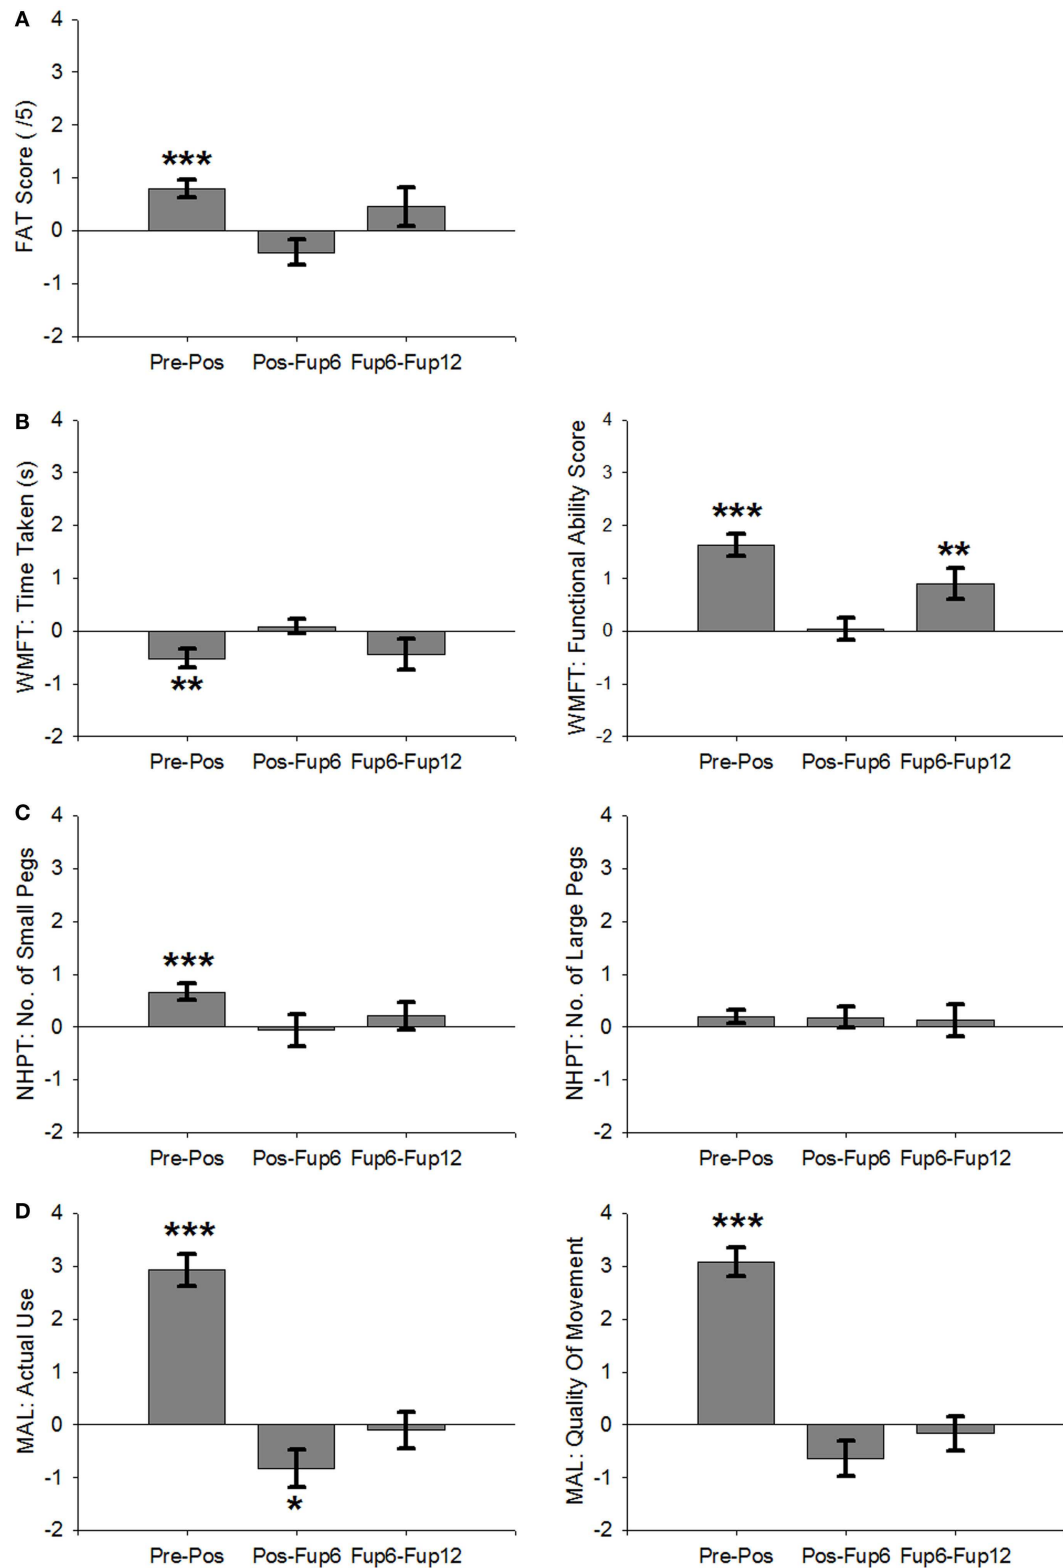 A
FAT Score ( /5)
4
3
2
1
0
-1
-2
***
Pre-Pos
Pos-Fup6
Fup6-Fup12
B
WMFT: Time Taken (s)
4
3
2
1
0
-1
-2
**
Pre-Pos
Pos-Fup6
Fup6-Fup12
WMFT: Functional Ability Score
4
3
2
1
0
-1
-2
***
**
Pre-Pos
Pos-Fup6
Fup6-Fup12
C
NHPT: No. of Small Pegs
4
3
2
1
0
-1
-2
***
Pre-Pos
Pos-Fup6
Fup6-Fup12
NHPT: No. of Large Pegs
4
3
2
1
0
-1
-2
Pre-Pos
Pos-Fup6
Fup6-Fup12
D
MAL: Actual Use
4
3
2
1
0
-1
-2
***
*
Pre-Pos
Pos-Fup6
Fup6-Fup12
MAL: Quality Of Movement
4
3
2
1
0
-1
-2
***
Pre-Pos
Pos-Fup6
Fup6-Fup12